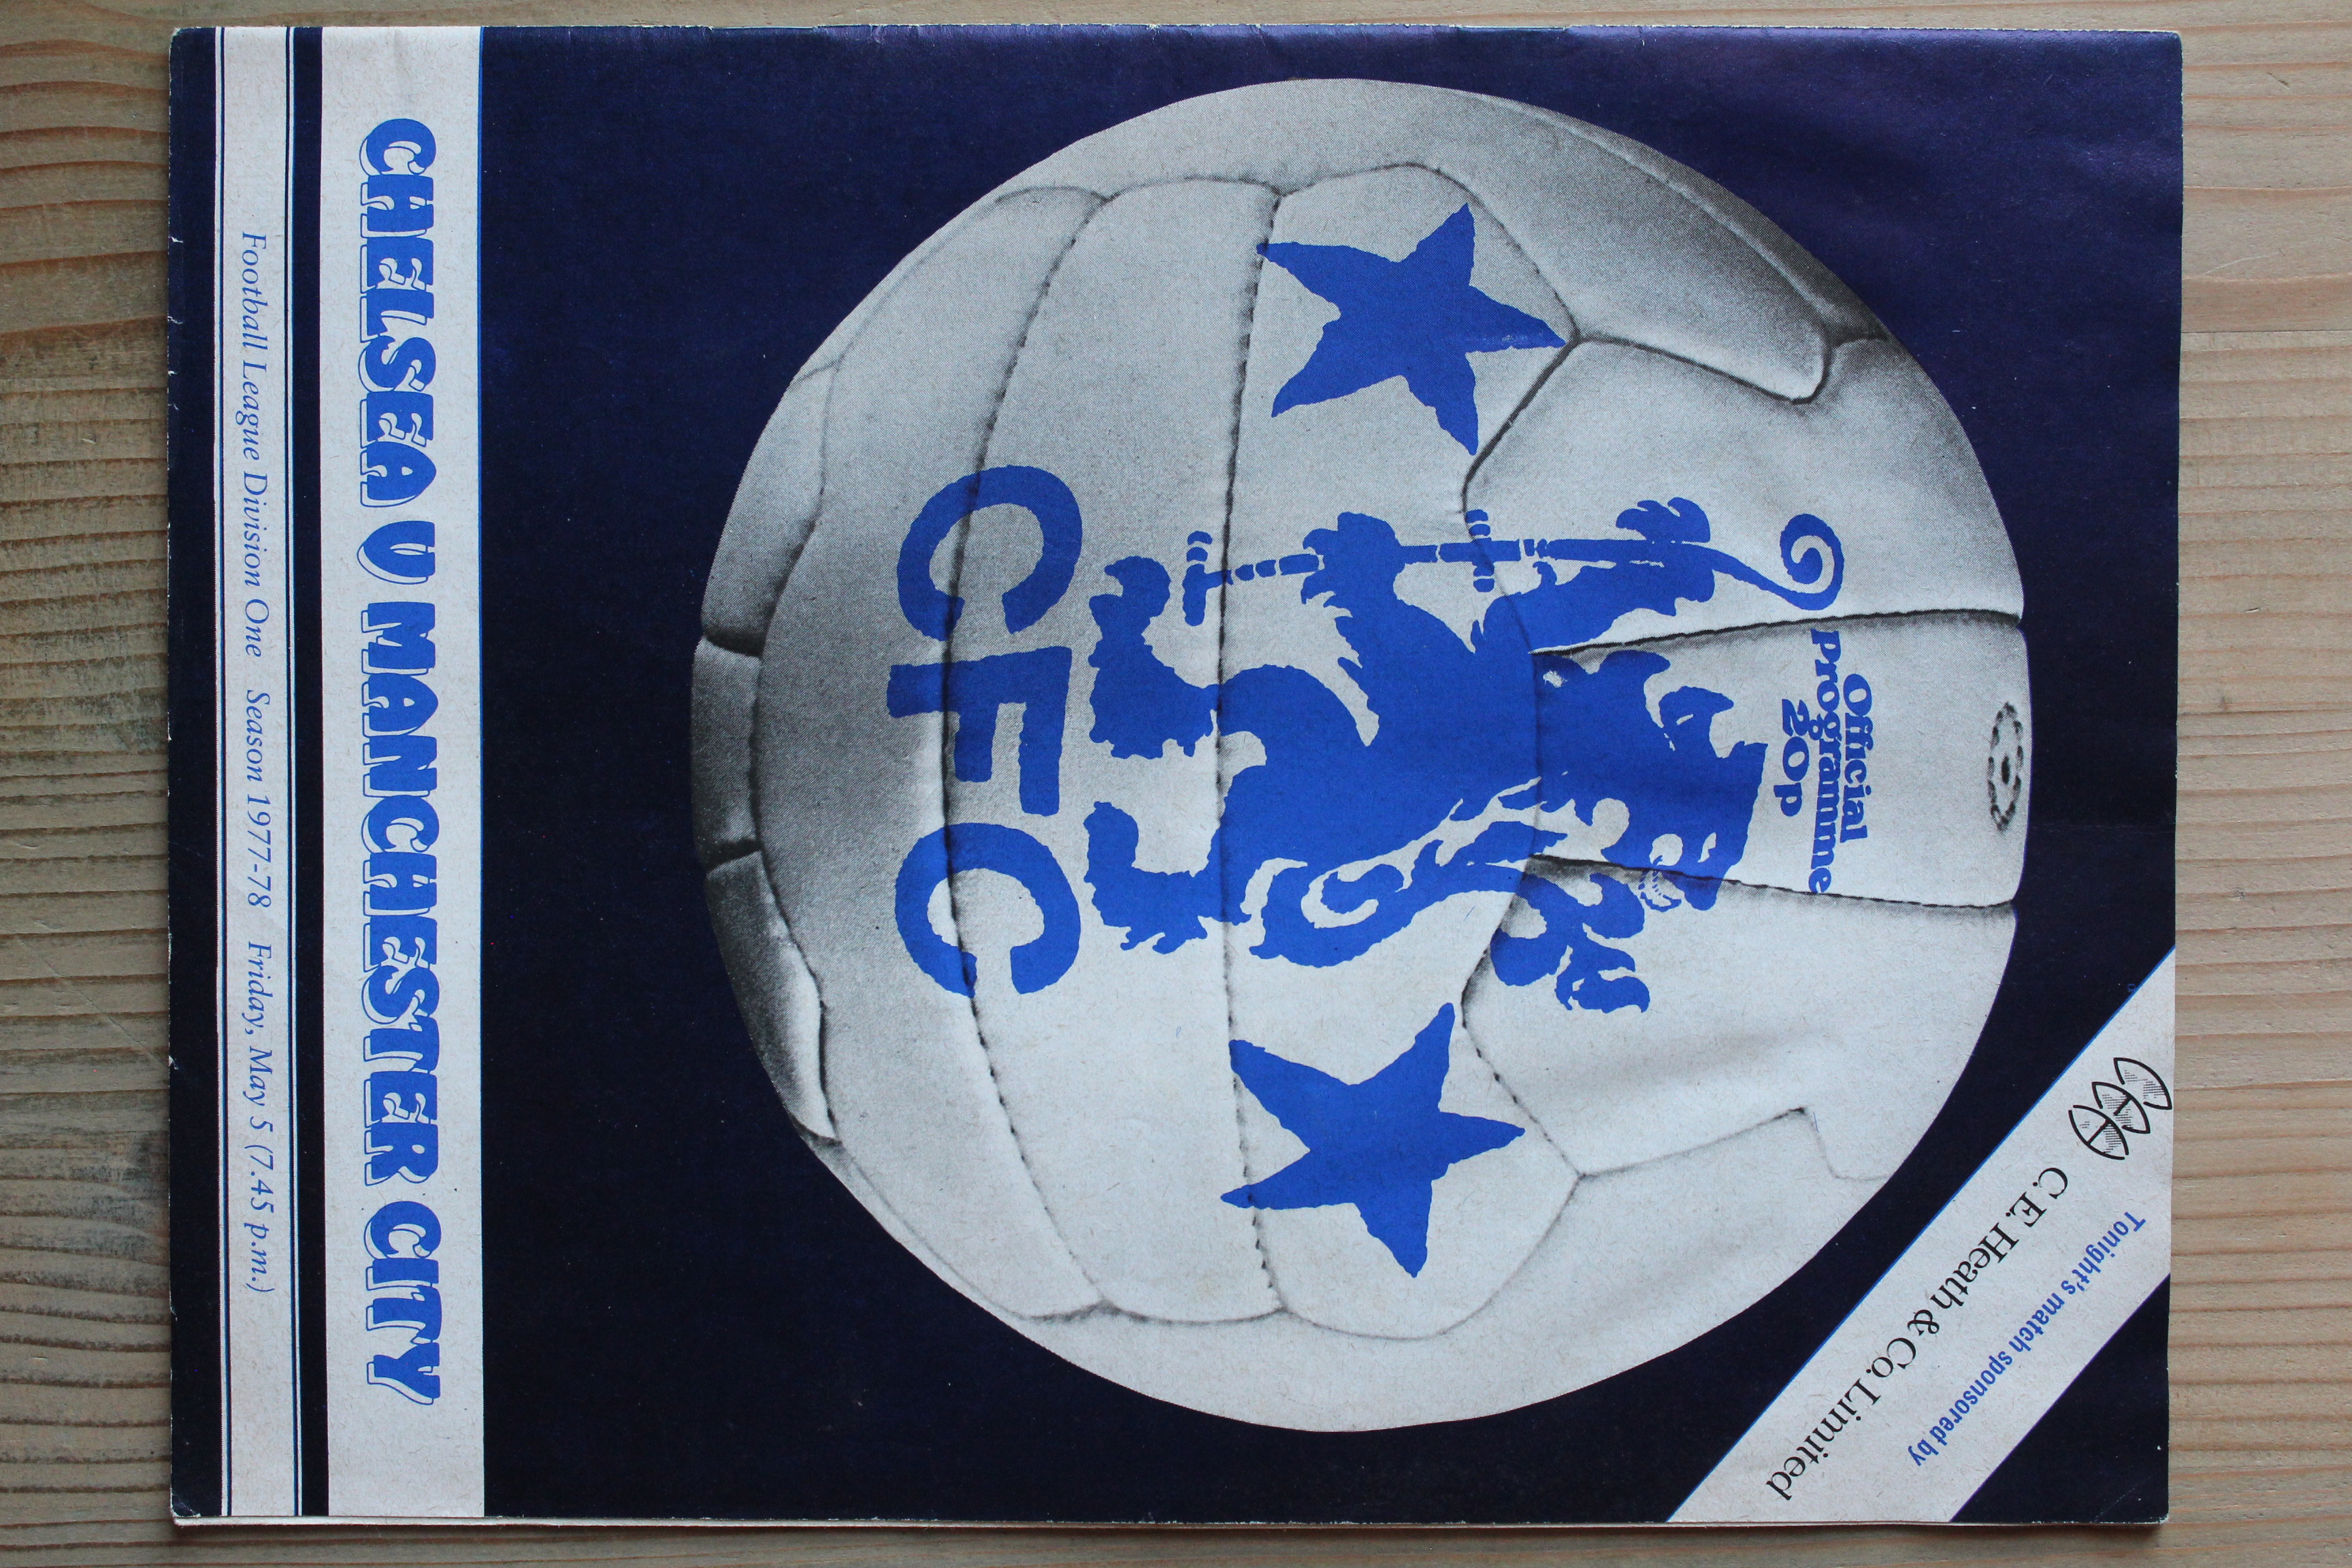 Tonight's match sponsored by
C. E. Heath & Co. Limited
Official
Programme
20p
CFC
CHELSEA V MANCHESTER CITY
Football League Division One Season 1977-78 Friday, May 5 (7.45 p.m.)